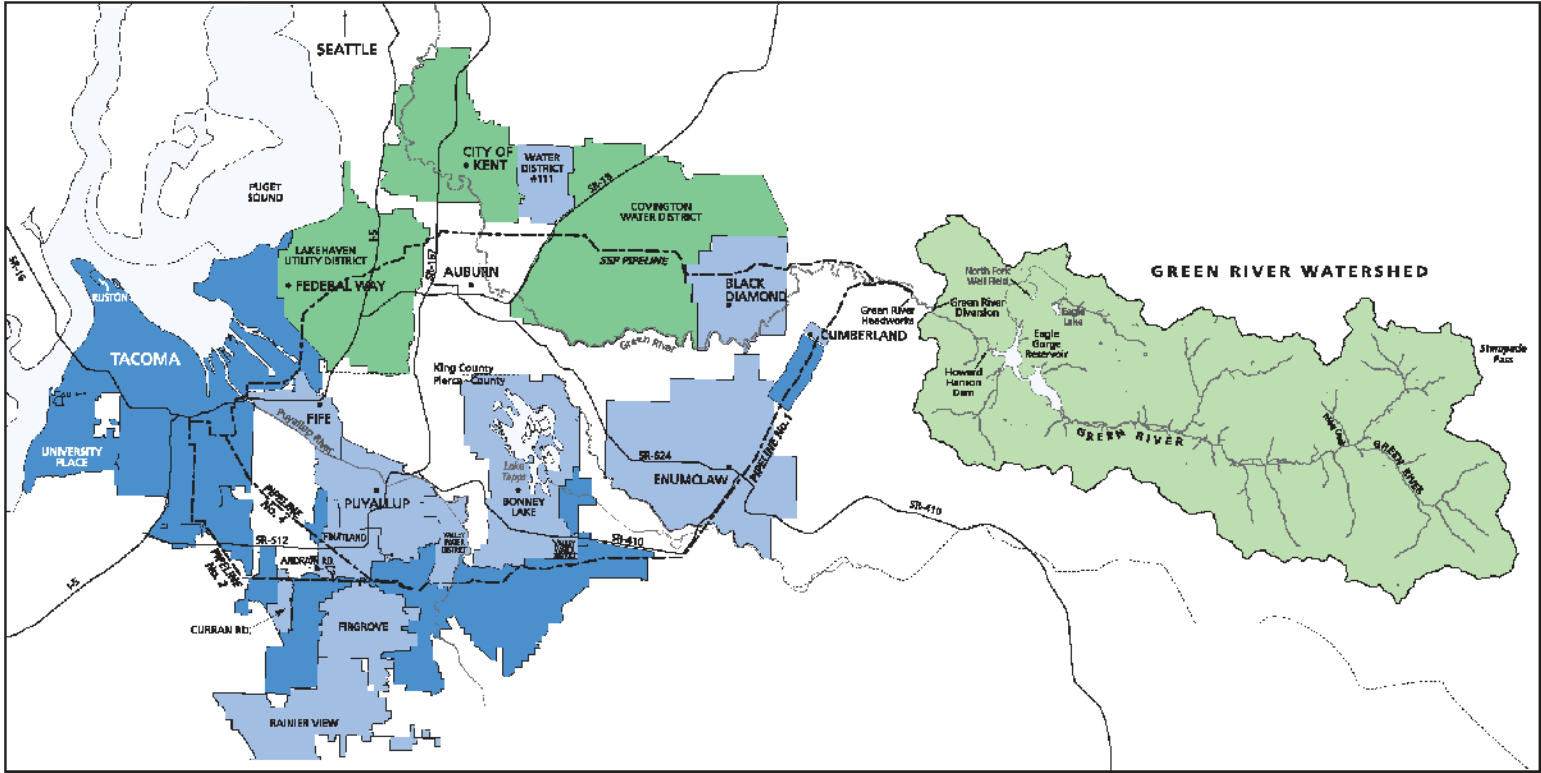 SEATTLE
CITY OF
KENT
WATER
DISTRICT
#111
PUGET
SOUND
SR-18
COVINGTON
WATER DISTRICT
LAKEHAVEN
UTILITY DISTRICT
I-5
SR-167
SSP PIPELINE
SR-16
AUBURN
FEDERAL WAY
BLACK
DIAMOND
RUSTON
GREEN RIVER WATERSHED
North Fork
Well Field
Green River
Headworks
Green River
Diversion
Eagle
Lake
Eagle
Gorge
Reservoir
CUMBERLAND
Green River
TACOMA
Stampede
Pass
Howard
Hanson
Dam
King County
Pierce County
FIFE
Puyallup River
UNIVERSITY
PLACE
GREEN RIVER
GREEN RIVER
PIPELINE No. 1
SR-624
ENUMCLAW
Lake
Tapps
BONNEY
LAKE
PIPELINE
No. 4
PUYALLUP
SR-410
FRUITLAND
VALLEY
WATER
DISTRICT
VALLEY
WATER
DISTRICT
SR-512
SR-410
ANDRAIN RD.
PIPELINE
No. 2
I-5
CURRAN RD.
FIRGROVE
RAINIER VIEW